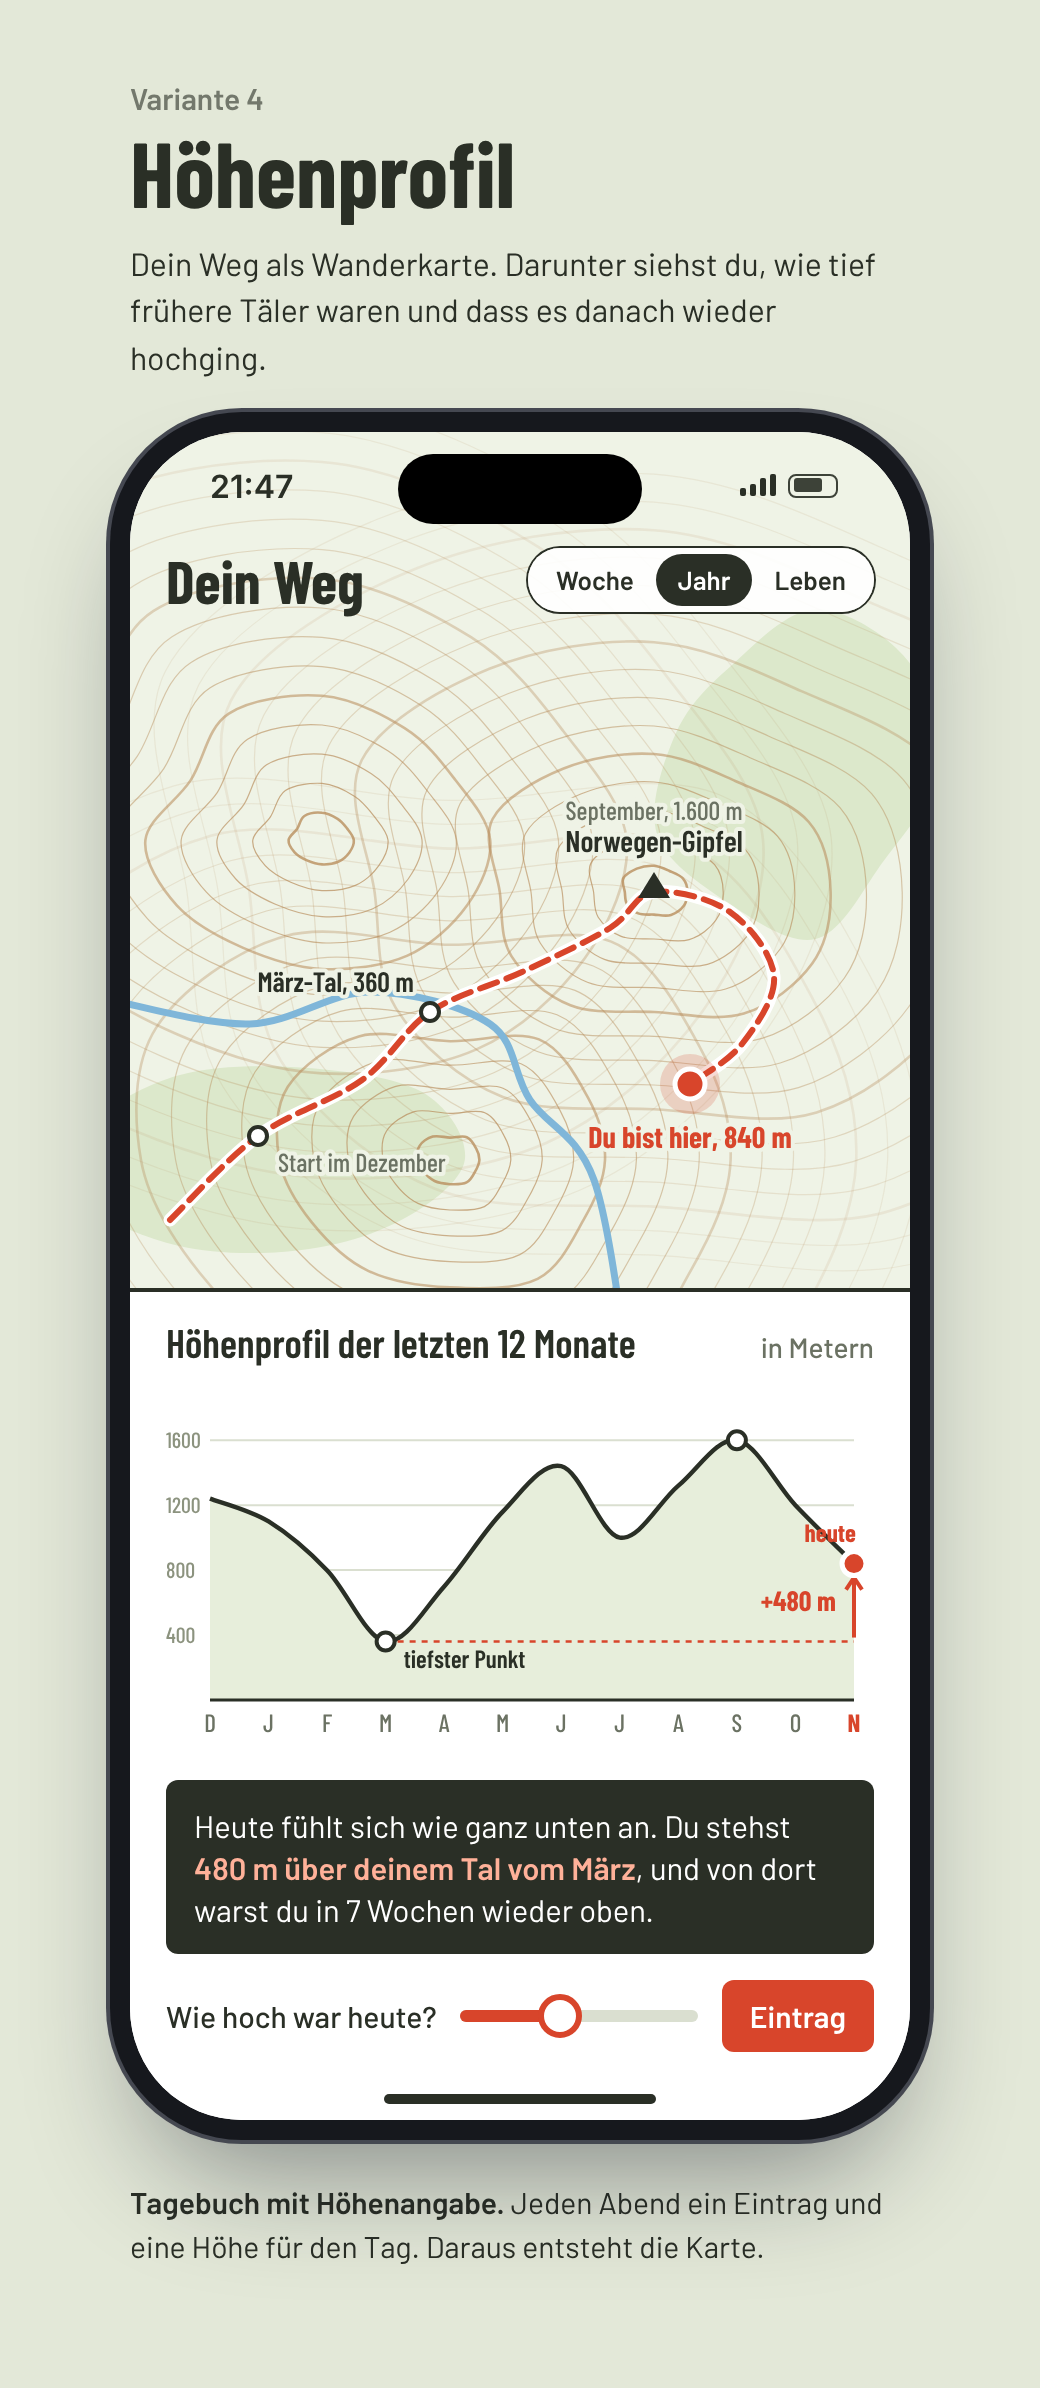 Variante 4
Höhenprofil
Dein Weg als Wanderkarte. Darunter siehst du, wie tief
frühere Täler waren und dass es danach wieder
hochging.
21:47
Dein Weg
Woche Jahr Leben
September, 1.600 m
Norwegen-Gipfel
März-Tal, 360 m
Du bist hier, 840 m
Start im Dezember
Höhenprofil der letzten 12 Monate
in Metern
1600
1200
heute
800
+480 m
400
tiefster Punkt
D J F M A M J J A S O N
Heute fühlt sich wie ganz unten an. Du stehst
480 m über deinem Tal vom März, und von dort
warst du in 7 Wochen wieder oben.
Wie hoch war heute?
Eintrag
Tagebuch mit Höhenangabe. Jeden Abend ein Eintrag und
eine Höhe für den Tag. Daraus entsteht die Karte.